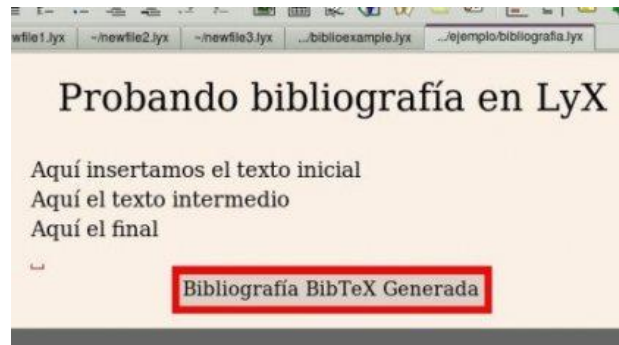 wfile1.lyx ~/newfile2.lyx ~/newfile3.lyx .../biblioexample.lyx .../ejemplo/bibliografia.lyx
Probando bibliografía en LyX
Aquí insertamos el texto inicial
Aquí el texto intermedio
Aquí el final
Bibliografía BibTeX Generada